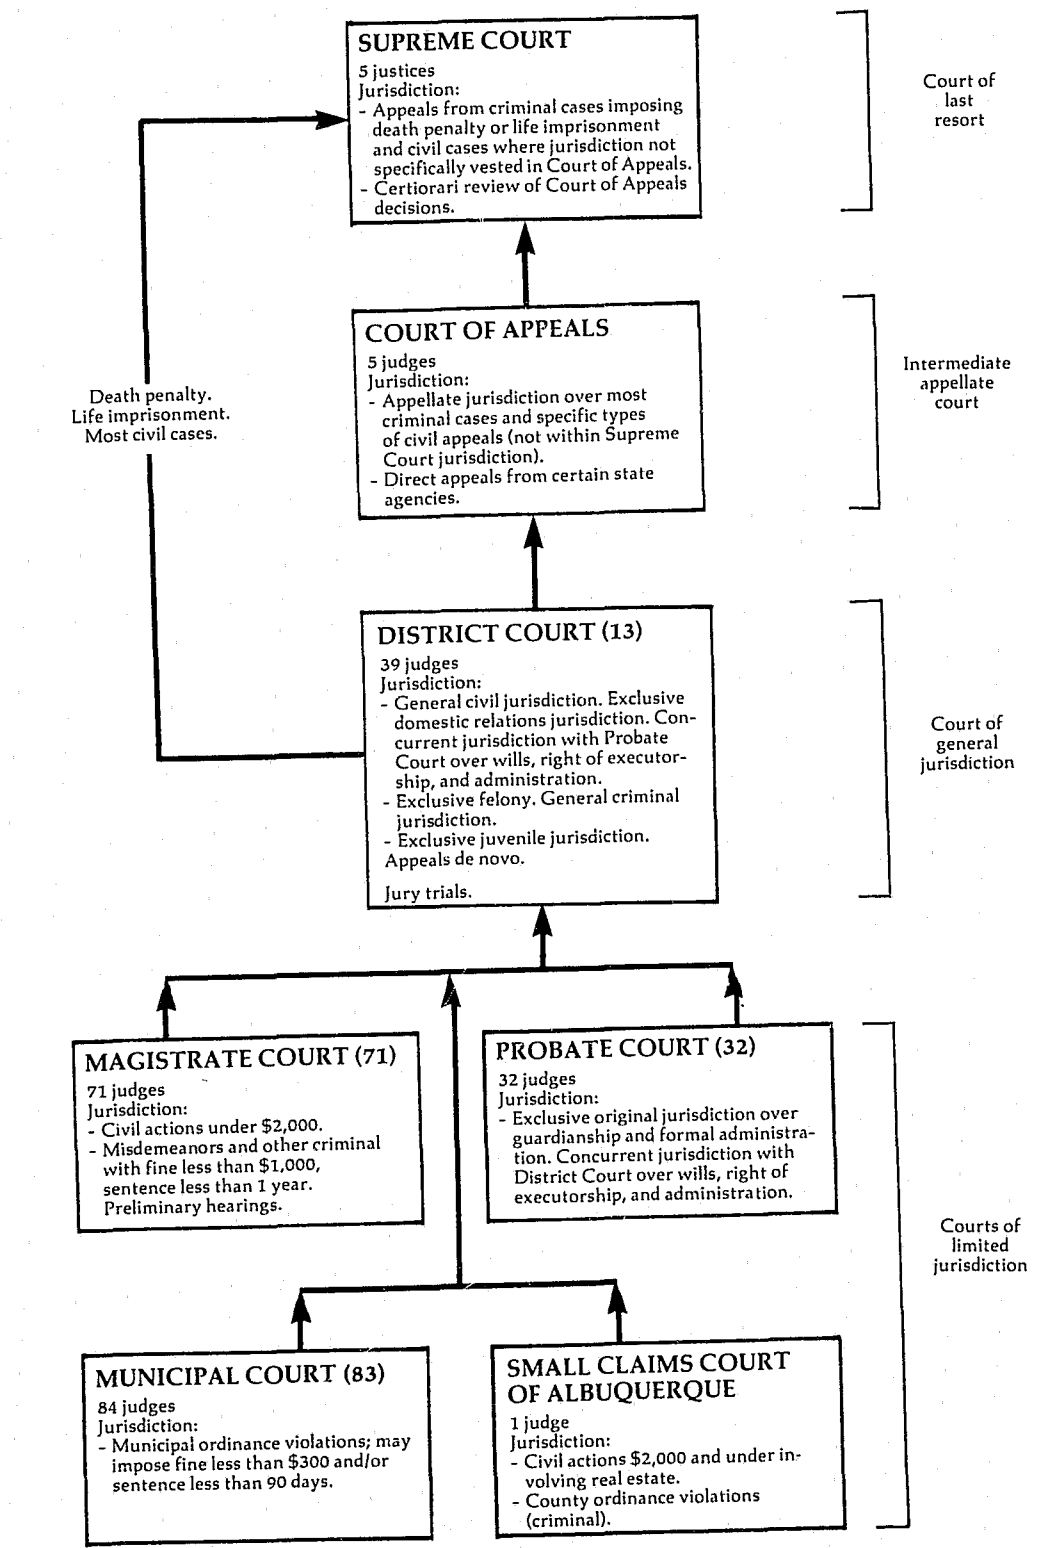 SUPREME COURT
5 justices
Jurisdiction:
- Appeals from criminal cases imposing
death penalty or life imprisonment
and civil cases where jurisdiction not
specifically vested in Court of Appeals.
- Certiorari review of Court of Appeals
decisions.
Court of
last
resort
COURT OF APPEALS
5 judges
Jurisdiction:
- Appellate jurisdiction over most
criminal cases and specific types
of civil appeals (not within Supreme
Court jurisdiction).
- Direct appeals from certain state
agencies.
Intermediate
appellate
court
Death penalty.
Life imprisonment.
Most civil cases.
DISTRICT COURT (13)
39 judges
Jurisdiction:
- General civil jurisdiction. Exclusive
domestic relations jurisdiction. Con-
current jurisdiction with Probate
Court over wills, right of executor-
ship, and administration.
- Exclusive felony. General criminal
jurisdiction.
- Exclusive juvenile jurisdiction.
Appeals de novo.
Jury trials.
Court of
general
jurisdiction
MAGISTRATE COURT (71)
71 judges
Jurisdiction:
- Civil actions under $2,000.
- Misdemeanors and other criminal
with fine less than $1,000,
sentence less than 1 year.
Preliminary hearings.
PROBATE COURT (32)
32 judges
Jurisdiction:
- Exclusive original jurisdiction over
guardianship and formal administra-
tion. Concurrent jurisdiction with
District Court over wills, right of
executorship, and administration.
Courts of
limited
jurisdiction
MUNICIPAL COURT (83)
84 judges
Jurisdiction:
- Municipal ordinance violations; may
impose fine less than $300 and/or
sentence less than 90 days.
SMALL CLAIMS COURT
OF ALBUQUERQUE
1 judge
Jurisdiction:
- Civil actions $2,000 and under in-
volving real estate.
- County ordinance violations
(criminal).